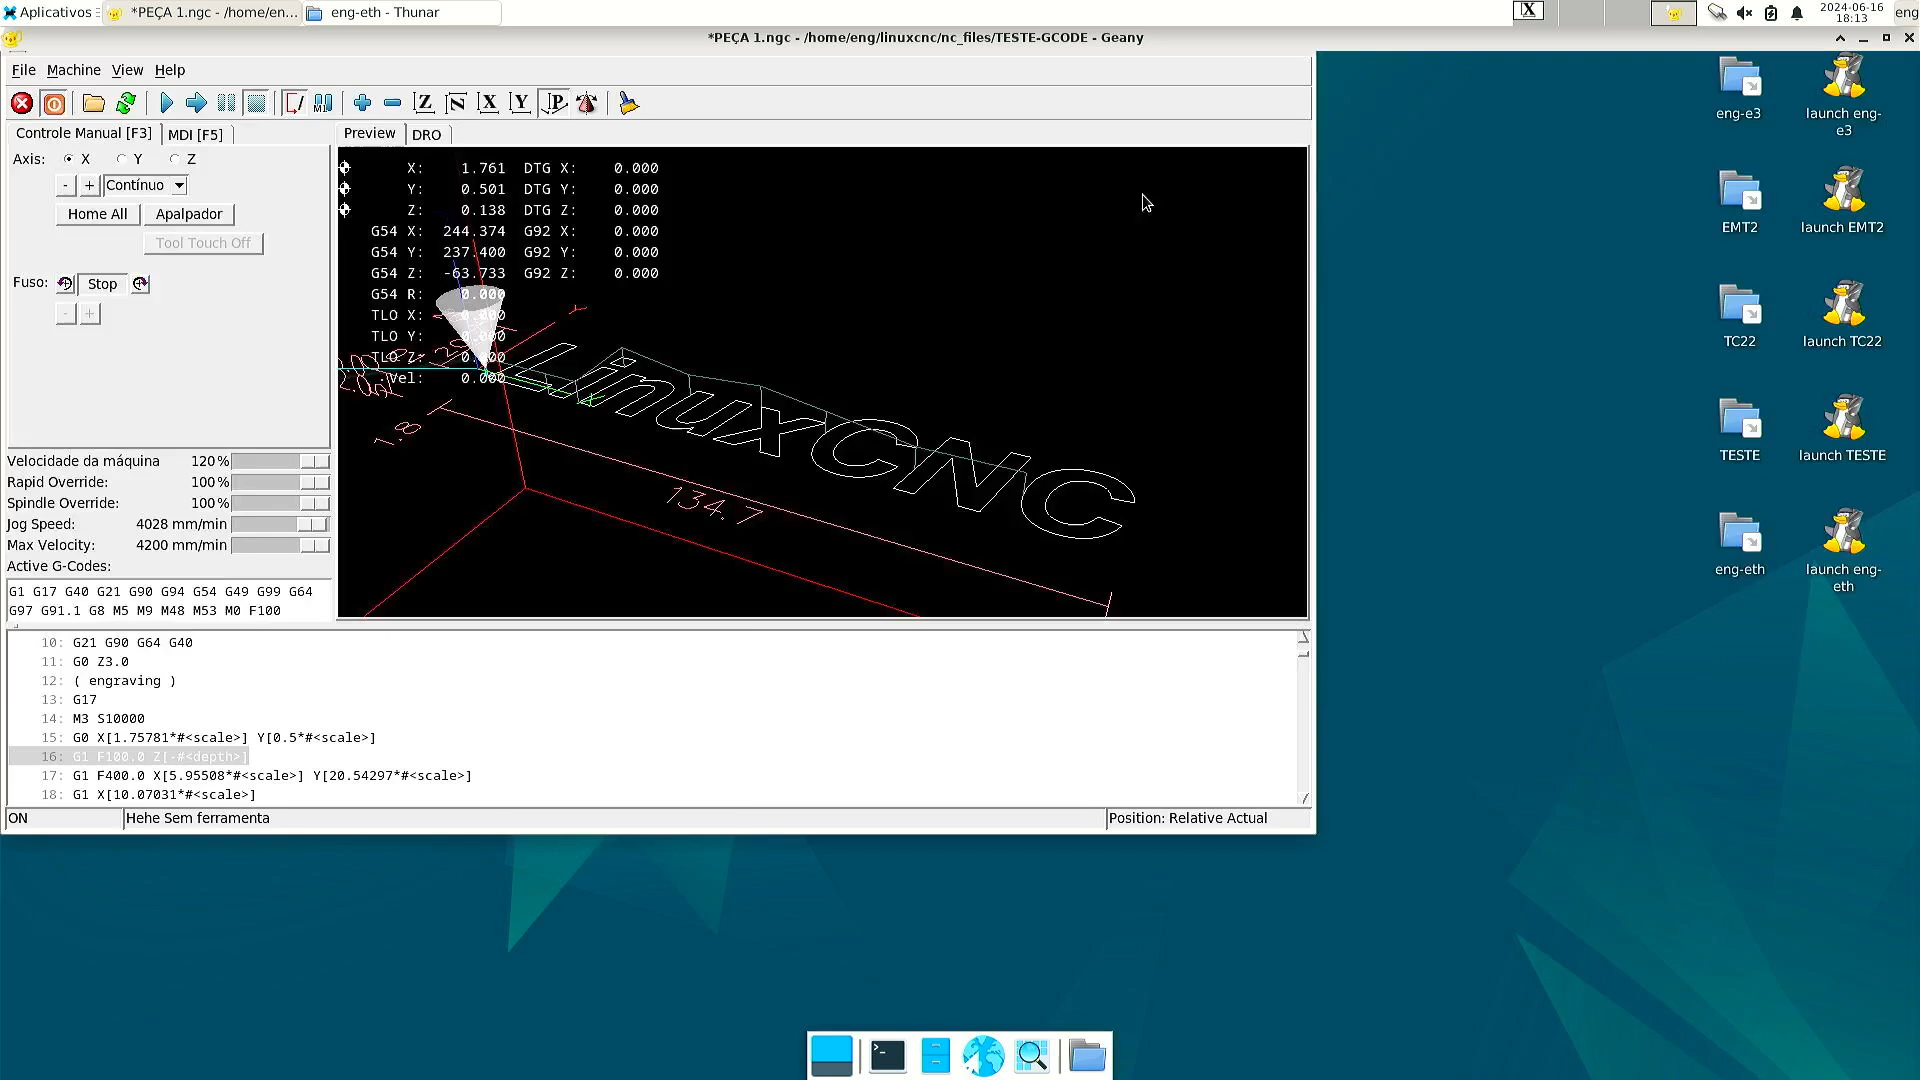 Aplicativos
*PEÇA 1.ngc - /home/en...
eng-eth - Thunar
X
2024-06-16
18:13
eng
*PEÇA 1.ngc - /home/eng/linuxcnc/nc_files/TESTE-GCODE - Geany
File Machine View Help
Z N X Y P
Controle Manual [F3]
MDI [F5]
Axis: X Y Z
- + Contínuo
Home All Apalpador
Tool Touch Off
Fuso: Stop
- +
Velocidade da máquina 120%
Rapid Override: 100%
Spindle Override: 100%
Jog Speed: 4028 mm/min
Max Velocity: 4200 mm/min
Active G-Codes:
G1 G17 G40 G21 G90 G94 G54 G49 G99 G64
G97 G91.1 G8 M5 M9 M48 M53 M0 F100
Preview DRO
X: 1.761 DTG X: 0.000
Y: 0.501 DTG Y: 0.000
Z: 0.138 DTG Z: 0.000
G54 X: 244.374 G92 X: 0.000
G54 Y: 237.400 G92 Y: 0.000
G54 Z: -63.733 G92 Z: 0.000
G54 R: 0.000
TLO X: 0.000
TLO Y: 0.000
TLO Z: 0.000
Vel: 0.000
LinuxCNC
134.7
10: G21 G90 G64 G40
11: G0 Z3.0
12: ( engraving )
13: G17
14: M3 S10000
15: G0 X[1.75781*#<scale>] Y[0.5*#<scale>]
16: G1 F100.0 Z[-#<depth>]
17: G1 F400.0 X[5.95508*#<scale>] Y[20.54297*#<scale>]
18: G1 X[10.07031*#<scale>]
ON
Hehe Sem ferramenta
Position: Relative Actual
eng-e3
launch eng-
e3
EMT2
launch EMT2
TC22
launch TC22
TESTE
launch TESTE
eng-eth
launch eng-
eth